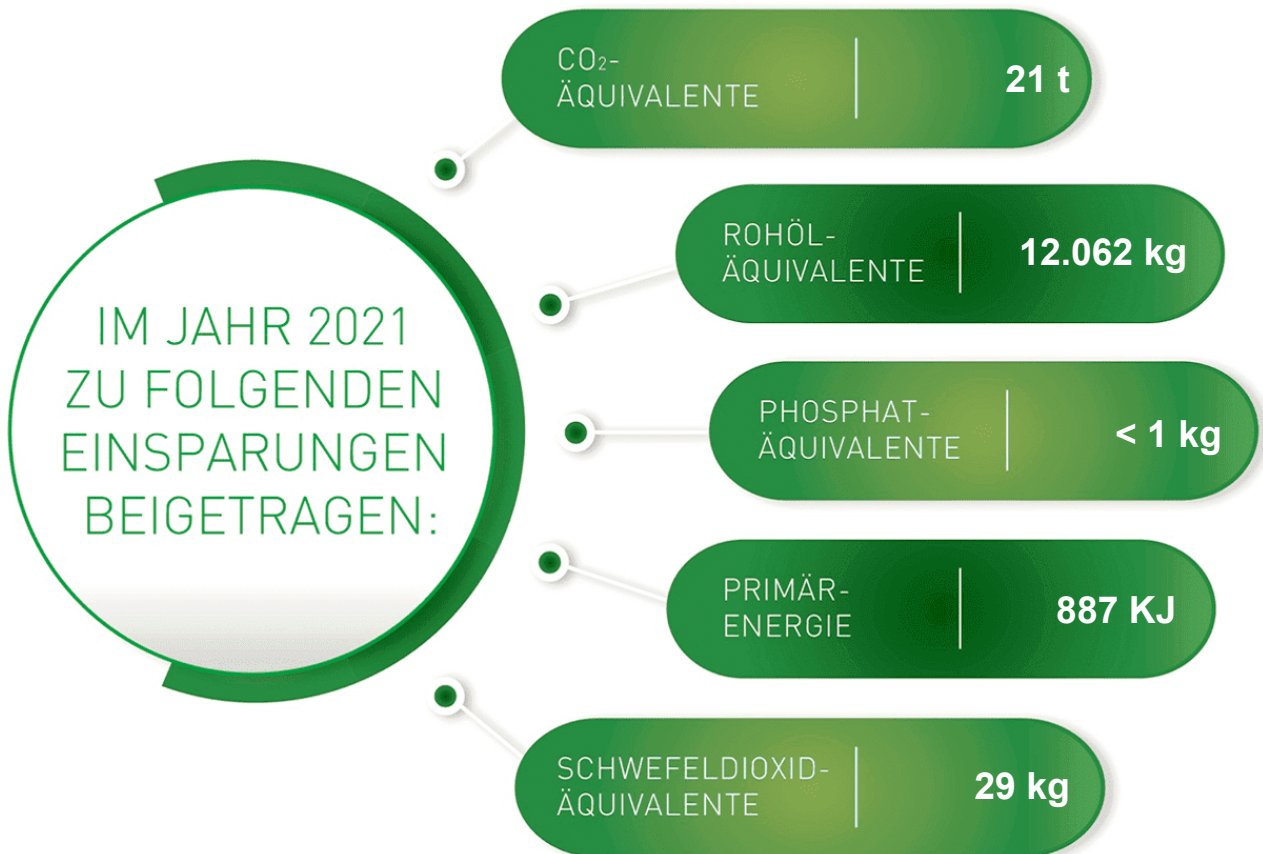 IM JAHR 2021
ZU FOLGENDEN
EINSPARUNGEN
BEIGETRAGEN:
CO₂-
ÄQUIVALENTE
21 t
ROHÖL-
ÄQUIVALENTE
12.062 kg
PHOSPHAT-
ÄQUIVALENTE
< 1 kg
PRIMÄR-
ENERGIE
887 KJ
SCHWEFELDIOXID-
ÄQUIVALENTE
29 kg